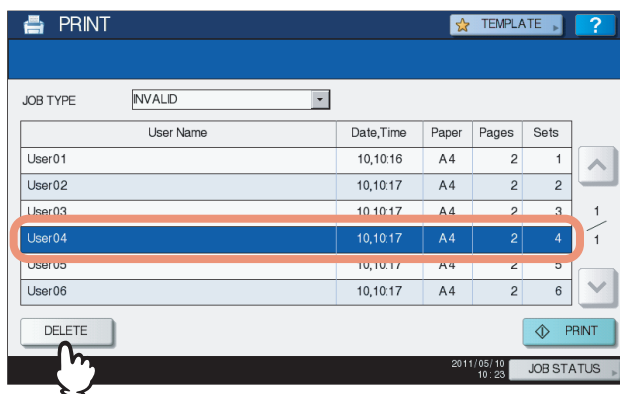 PRINT TEMPLATE ?
JOB TYPE INVALID
User Name Date,Time Paper Pages Sets
User01 10,10:16 A4 2 1
User02 10,10:17 A4 2 2
User03 10,10:17 A4 2 3
User04 10,10:17 A4 2 4
User05 10,10:17 A4 2 5
User06 10,10:17 A4 2 6
1
1
DELETE PRINT
2011/05/10
10:23 JOB STATUS